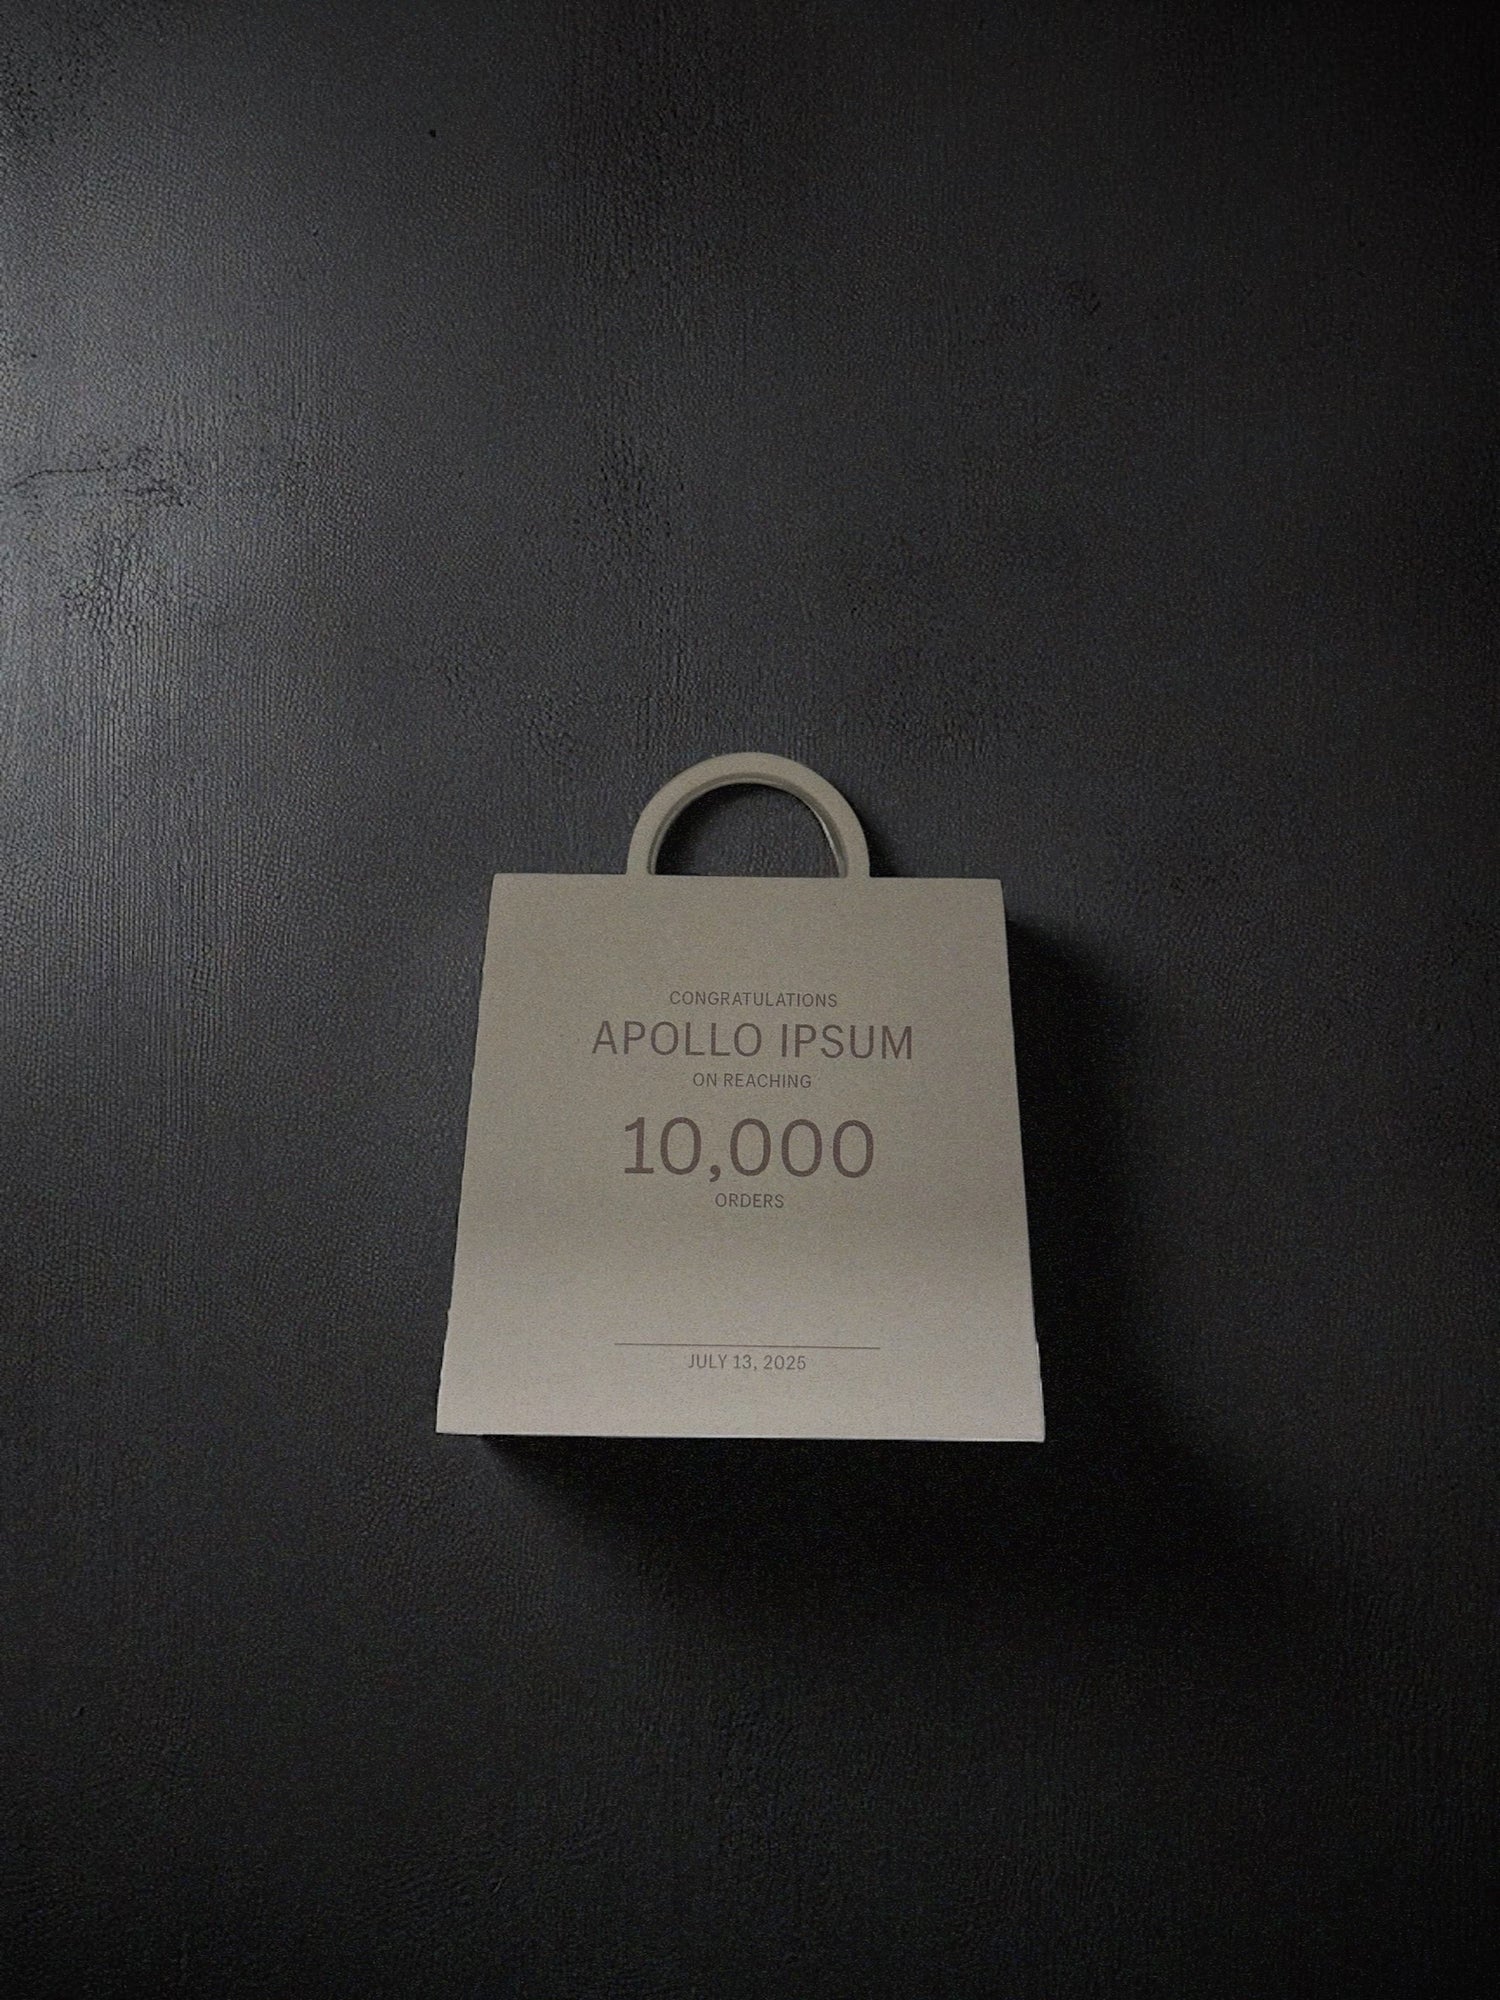 CONGRATULATIONS
APOLLO IPSUM
ON REACHING
10,000
ORDERS
JULY 13, 2025